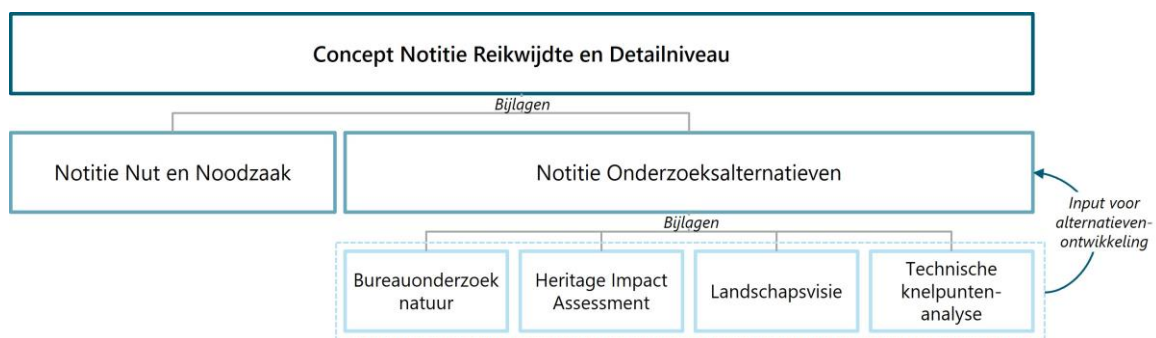 Concept Notitie Reikwijdte en Detailniveau
Bijlagen
Notitie Nut en Noodzaak
Notitie Onderzoeksalternatieven
Input voor
alternatieven-
ontwikkeling
Bijlagen
Bureauonderzoek
natuur
Heritage Impact
Assessment
Landschapsvisie
Technische
knelpunten-
analyse